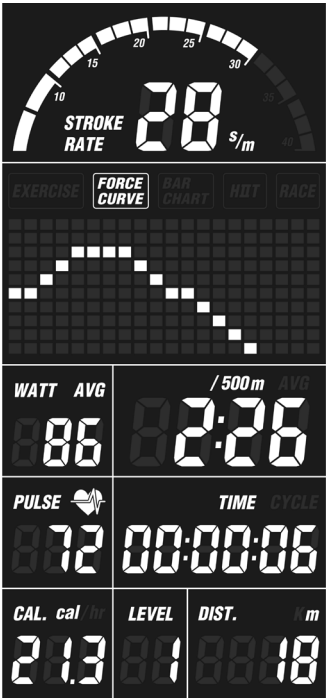 10 15 20 25 30 35 40
STROKE
RATE
28 s/m
EXERCISE FORCE CURVE BAR CHART HIIT RACE
WATT AVG
86
/500m AVG
2:26
PULSE
72
TIME CYCLE
00:00:06
CAL. cal/hr
21.3
LEVEL
1
DIST. Km
18